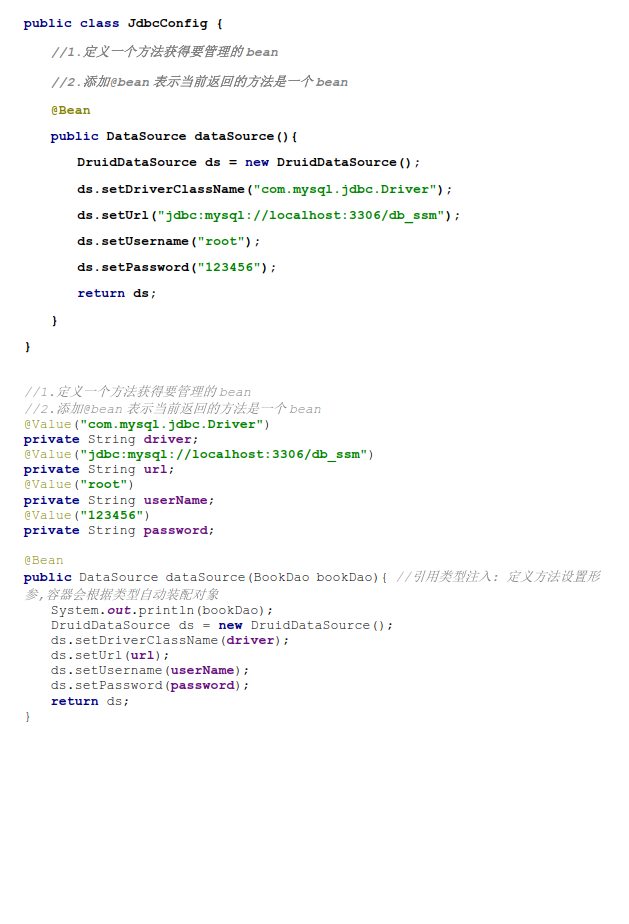 public class JdbcConfig {
//1.定义一个方法获得要管理的 bean
//2.添加@bean 表示当前返回的方法是一个 bean
@Bean
public DataSource dataSource(){
DruidDataSource ds = new DruidDataSource();
ds.setDriverClassName("com.mysql.jdbc.Driver");
ds.setUrl("jdbc:mysql://localhost:3306/db_ssm");
ds.setUsername("root");
ds.setPassword("123456");
return ds;
}
}
//1.定义一个方法获得要管理的 bean
//2.添加@bean 表示当前返回的方法是一个 bean
@Value("com.mysql.jdbc.Driver")
private String driver;
@Value("jdbc:mysql://localhost:3306/db_ssm")
private String url;
@Value("root")
private String userName;
@Value("123456")
private String password;
@Bean
public DataSource dataSource(BookDao bookDao){ //引用类型注入: 定义方法设置形
参,容器会根据类型自动装配对象
System.out.println(bookDao);
DruidDataSource ds = new DruidDataSource();
ds.setDriverClassName(driver);
ds.setUrl(url);
ds.setUsername(userName);
ds.setPassword(password);
return ds;
}